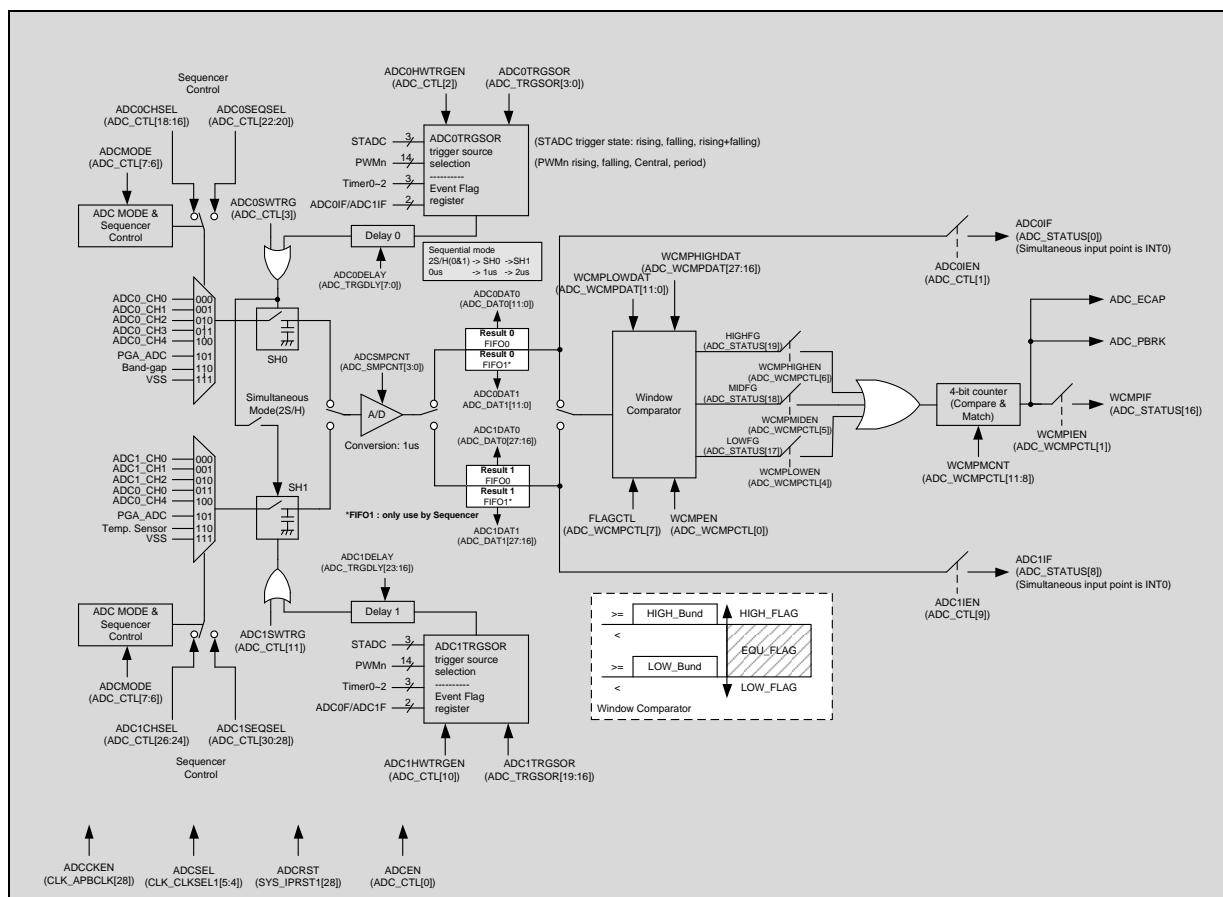 Sequencer
Control
ADC0CHSEL
(ADC_CTL[18:16])
ADC0SEQSEL
(ADC_CTL[22:20])
ADCMODE
(ADC_CTL[7:6])
ADC MODE &
Sequencer
Control
ADC0SWTRG
(ADC_CTL[3])
ADC0HWTRGEN
(ADC_CTL[2])
ADC0TRGSOR
(ADC_TRGSOR[3:0])
STADC 3
PWMn 14
Timer0~2 3
ADC0IF/ADC1IF 2
ADC0TRGSOR
trigger source
selection
----------
Event Flag
register
(STADC trigger state: rising, falling, rising+falling)
(PWMn rising, falling, Central, period)
Delay 0
ADC0DELAY
(ADC_TRGDLY[7:0])
Sequential mode
2S/H(0&1) -> SH0 ->SH1
0us -> 1us -> 2us
ADC0_CH0 000
ADC0_CH1 001
ADC0_CH2 010
ADC0_CH3 011
ADC0_CH4 100
PGA_ADC 101
Band-gap 110
VSS 111
SH0
Simultaneous
Mode(2S/H)
ADCSMPCNT
(ADC_SMPCNT[3:0])
A/D
Conversion: 1us
ADC0DAT0
(ADC_DAT0[11:0])
Result 0
FIFO0
Result 0
FIFO1*
ADC0DAT1
(ADC_DAT1[11:0])
ADC1DAT0
(ADC_DAT0[27:16])
Result 1
FIFO0
Result 1
FIFO1*
ADC1DAT1
(ADC_DAT1[27:16])
*FIFO1 : only use by Sequencer
WCMPLOWDAT
(ADC_WCMPDAT[11:0])
WCMPHIGHDAT
(ADC_WCMPDAT[27:16])
Window
Comparator
FLAGCTL
(ADC_WCMPCTL[7])
WCMPEN
(ADC_WCMPCTL[0])
HIGHFG
(ADC_STATUS[19])
WCMPHIGHEN
(ADC_WCMPCTL[6])
MIDFG
(ADC_STATUS[18])
WCMPMIDEN
(ADC_WCMPCTL[5])
LOWFG
(ADC_STATUS[17])
WCMPLOWEN
(ADC_WCMPCTL[4])
4-bit counter
(Compare &
Match)
WCMPMCNT
(ADC_WCMPCTL[11:8])
ADC0IF
(ADC_STATUS[0])
(Simultaneous input point is INT0)
ADC0IEN
(ADC_CTL[1])
ADC_ECAP
ADC_PBRK
WCMPIF
(ADC_STATUS[16])
WCMPIEN
(ADC_WCMPCTL[1])
ADC1IF
(ADC_STATUS[8])
(Simultaneous input point is INT0)
ADC1IEN
(ADC_CTL[9])
ADC1_CH0 000
ADC1_CH1 001
ADC1_CH2 010
ADC0_CH0 011
ADC0_CH4 100
PGA_ADC 101
Temp. Sensor 110
VSS 111
SH1
ADC MODE &
Sequencer
Control
ADCMODE
(ADC_CTL[7:6])
ADC1SWTRG
(ADC_CTL[11])
ADC1CHSEL
(ADC_CTL[26:24])
ADC1SEQSEL
(ADC_CTL[30:28])
Sequencer
Control
ADC1DELAY
(ADC_TRGDLY[23:16])
Delay 1
STADC 3
PWMn 14
Timer0~2 3
ADC0F/ADC1F 2
ADC1TRGSOR
trigger source
selection
----------
Event Flag
register
ADC1HWTRGEN
(ADC_CTL[10])
ADC1TRGSOR
(ADC_TRGSOR[19:16])
>= HIGH_Bund HIGH_FLAG
<
EQU_FLAG
>= LOW_Bund
< LOW_FLAG
Window Comparator
ADCCKEN
(CLK_APBCLK[28])
ADCSEL
(CLK_CLKSEL1[5:4])
ADCRST
(SYS_IPRST1[28])
ADCEN
(ADC_CTL[0])